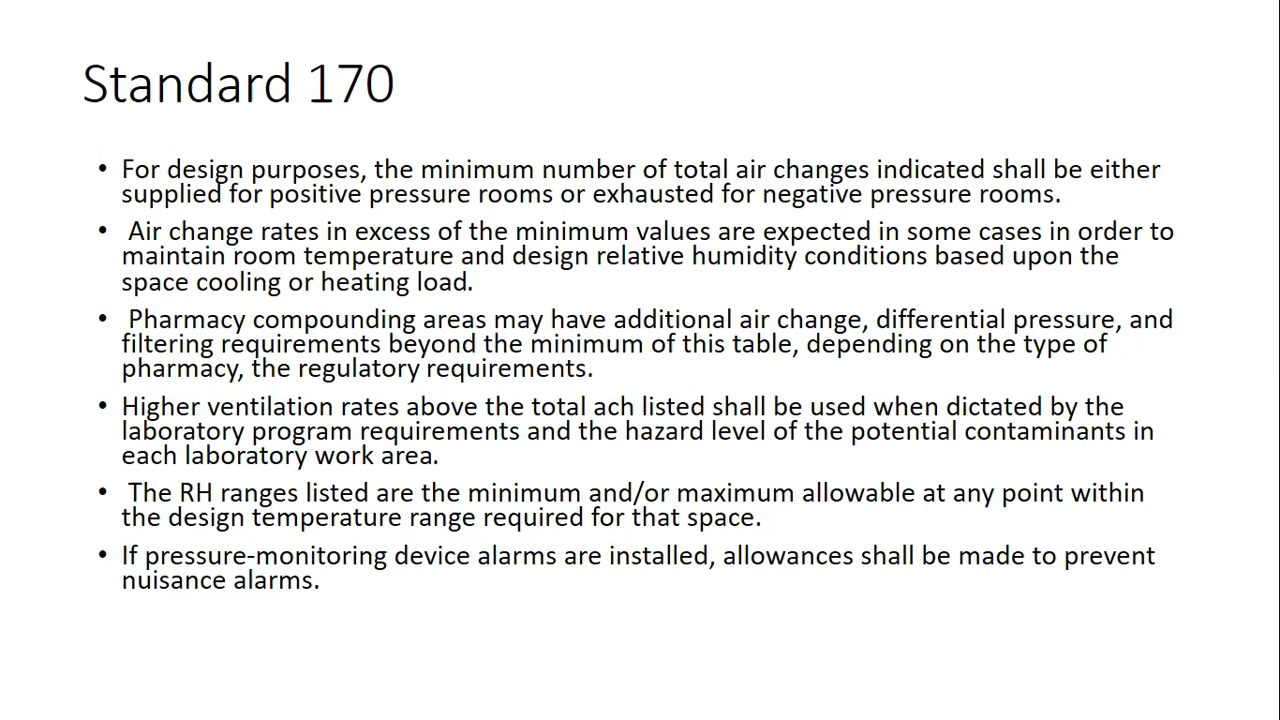 Standard 170
• For design purposes, the minimum number of total air changes indicated shall be either
supplied for positive pressure rooms or exhausted for negative pressure rooms.
• Air change rates in excess of the minimum values are expected in some cases in order to
maintain room temperature and design relative humidity conditions based upon the
space cooling or heating load.
• Pharmacy compounding areas may have additional air change, differential pressure, and
filtering requirements beyond the minimum of this table, depending on the type of
pharmacy, the regulatory requirements.
• Higher ventilation rates above the total ach listed shall be used when dictated by the
laboratory program requirements and the hazard level of the potential contaminants in
each laboratory work area.
• The RH ranges listed are the minimum and/or maximum allowable at any point within
the design temperature range required for that space.
• If pressure-monitoring device alarms are installed, allowances shall be made to prevent
nuisance alarms.